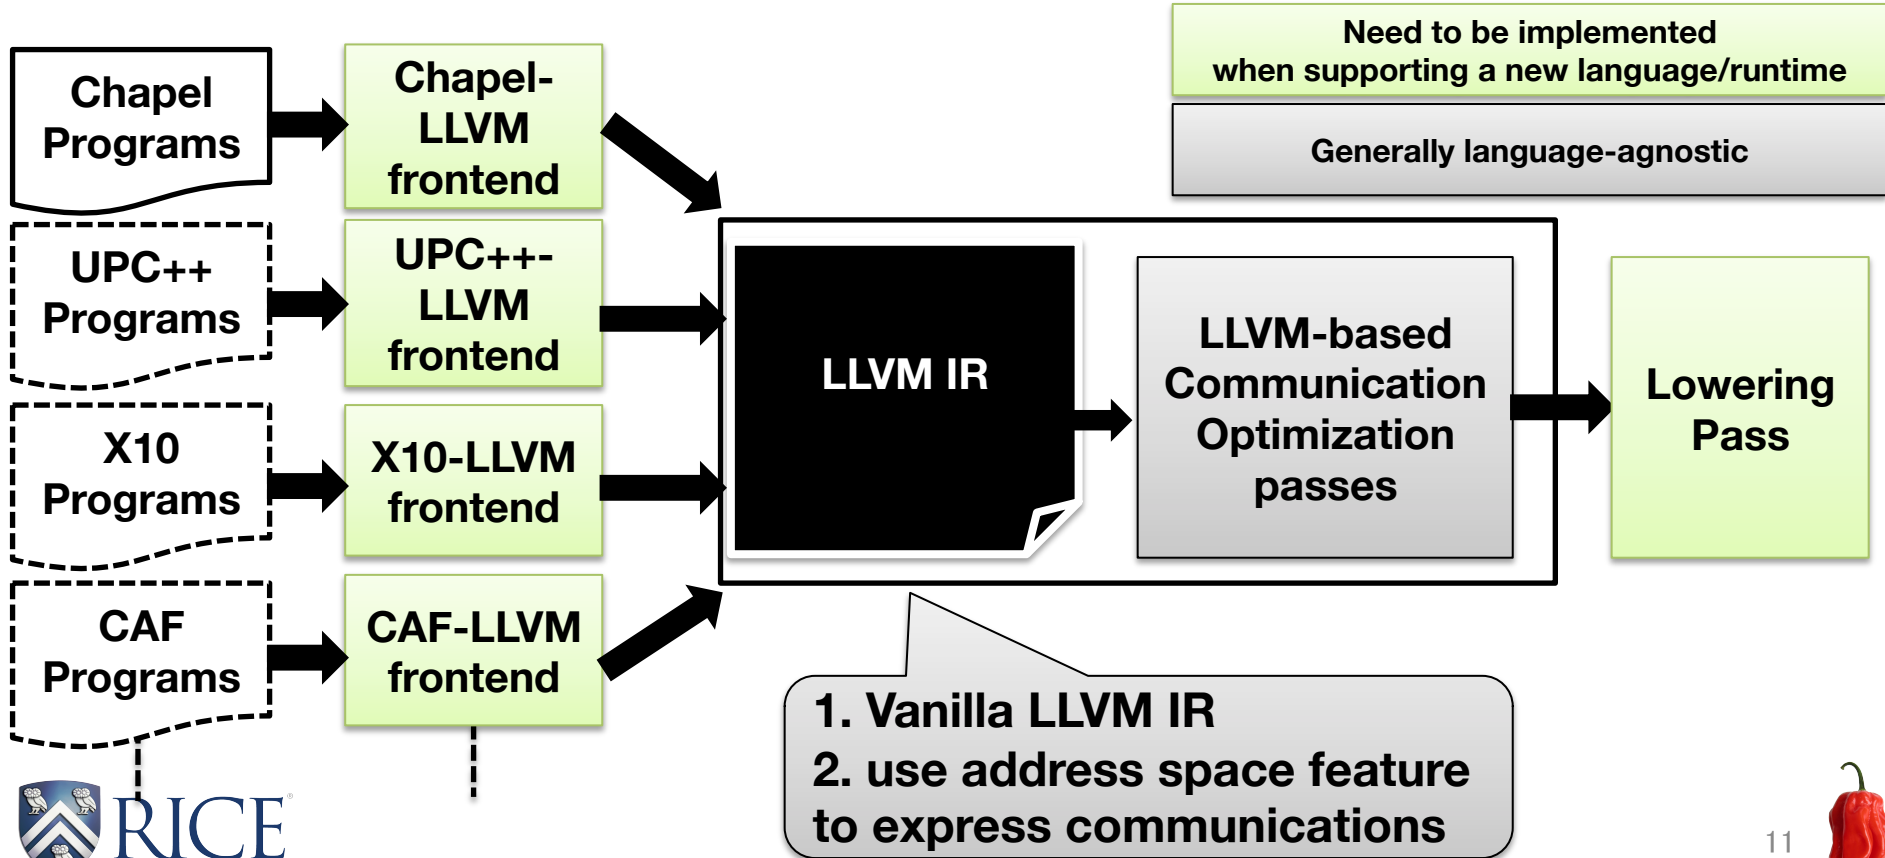 Need to be implemented
when supporting a new language/runtime
Generally language-agnostic
Chapel
Programs
Chapel-
LLVM
frontend
UPC++
Programs
UPC++-
LLVM
frontend
X10
Programs
X10-LLVM
frontend
CAF
Programs
CAF-LLVM
frontend
LLVM IR
LLVM-based
Communication
Optimization
passes
Lowering
Pass
1. Vanilla LLVM IR
2. use address space feature
to express communications
RICE
11